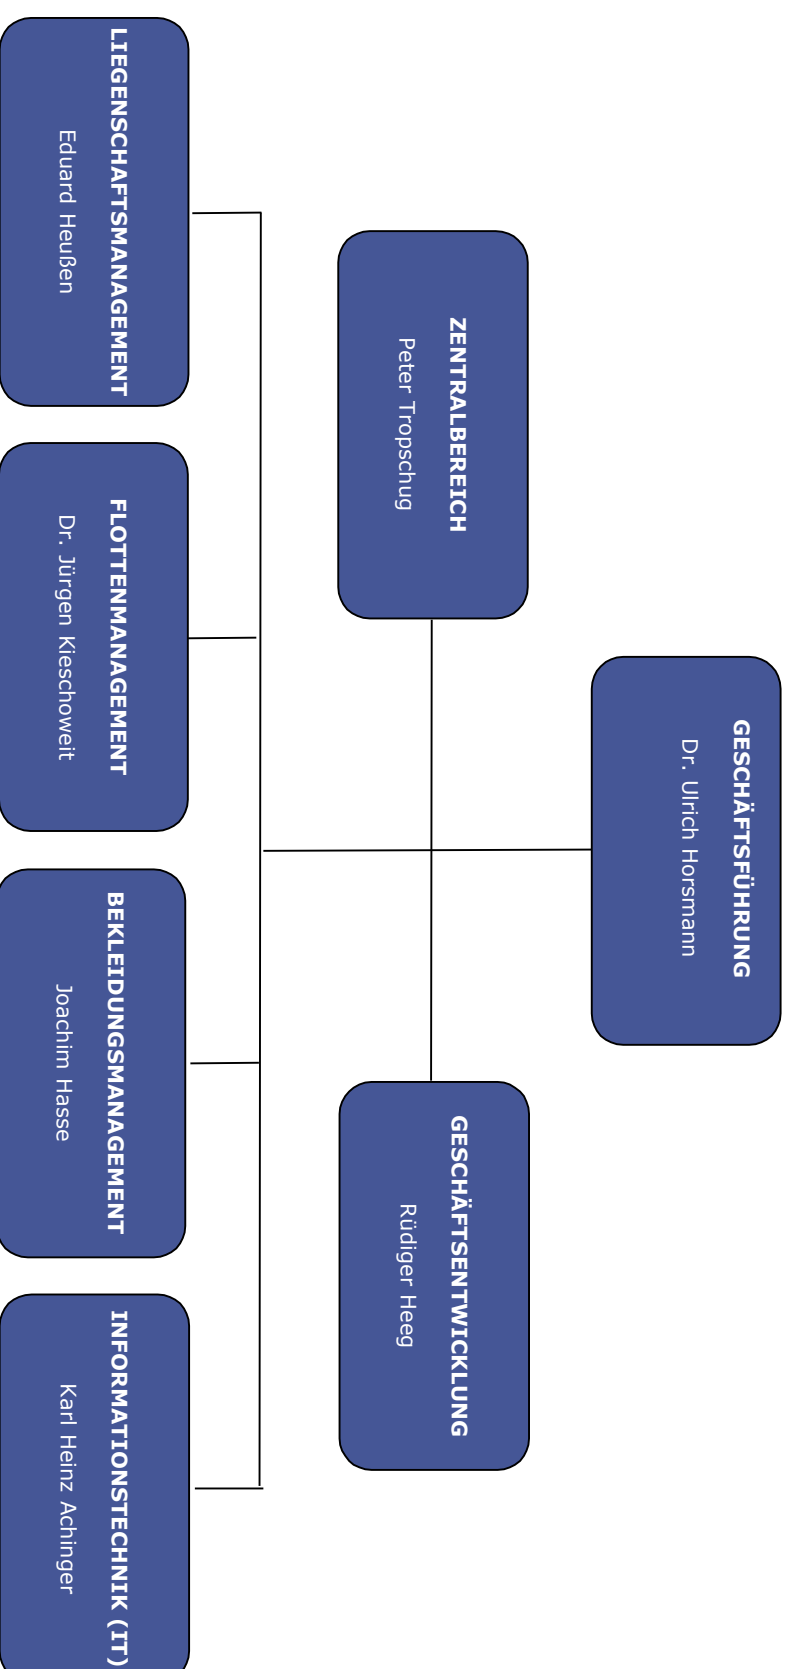 GESCHÄFTSFÜHRUNG
Dr. Ulrich Horsmann
ZENTRALBEREICH
Peter Tropschug
GESCHÄFTSENTWICKLUNG
Rüdiger Heeg
LIEGENSCHAFTSMANAGEMENT
Eduard Heußen
FLOTTENMANAGEMENT
Dr. Jürgen Kieschoweit
BEKLEIDUNGSMANAGEMENT
Joachim Hasse
INFORMATIONSTECHNIK (IT)
Karl Heinz Achinger